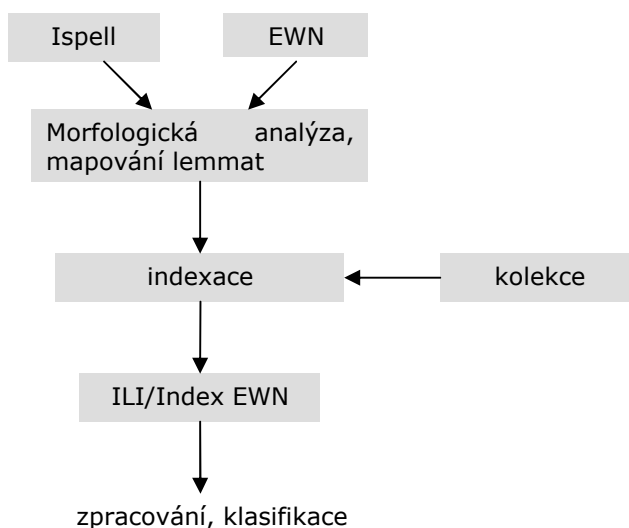 Ispell
EWN
Morfologická analýza,
mapování lemmat
indexace
kolekce
ILI/Index EWN
zpracování, klasifikace